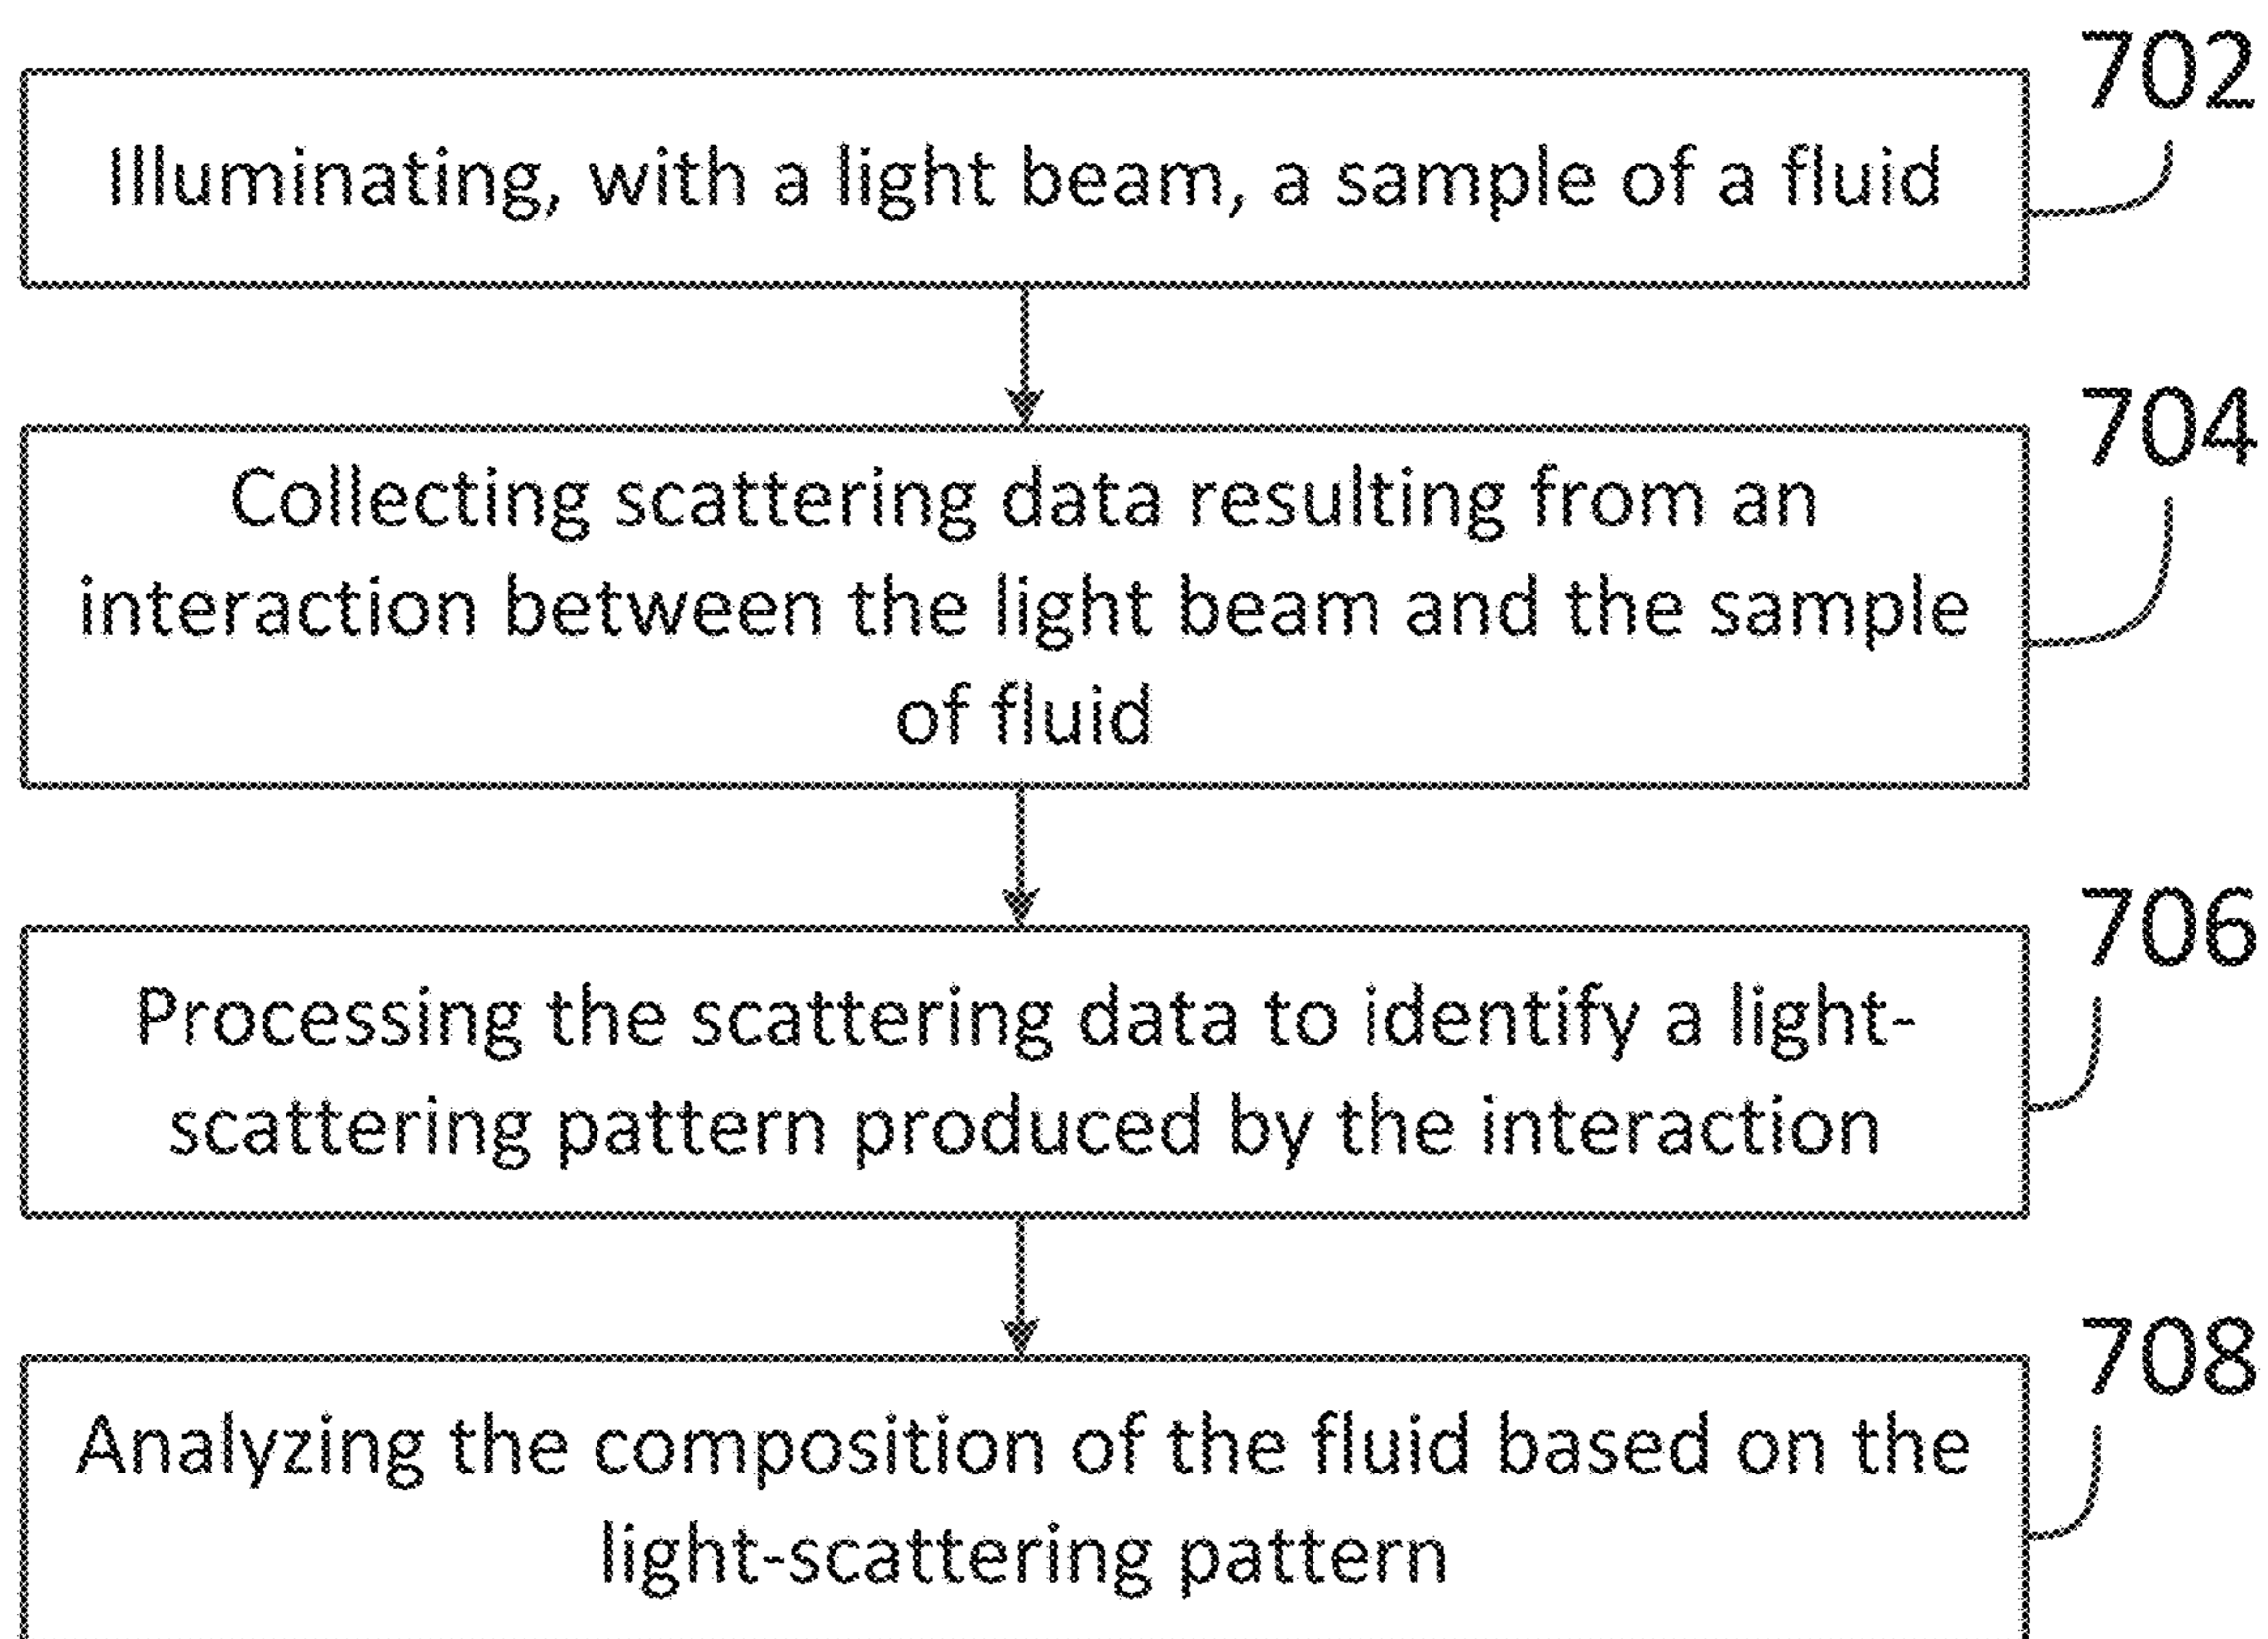 702
Illuminating, with a light beam, a sample of a fluid
704
Collecting scattering data resulting from an
interaction between the light beam and the sample
of fluid
706
Processing the scattering data to identify a light-
scattering pattern produced by the interaction
708
Analyzing the composition of the fluid based on the
light-scattering pattern